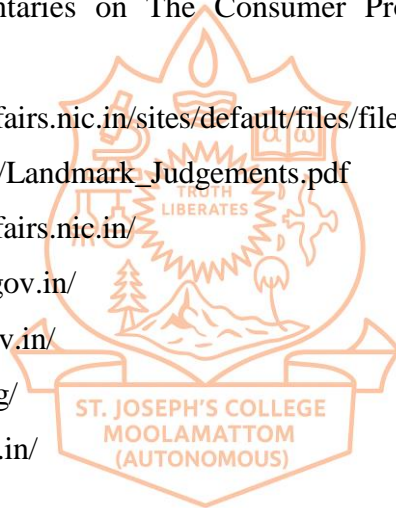 ntaries on The Consumer Pro
fairs.nic.in/sites/default/files/file
/Landmark_Judgements.pdf
fairs.nic.in/
gov.in/
v.in/
g/
.in/
α ω
TRUTH
LIBERATES
ST. JOSEPH'S COLLEGE
MOOLAMATTOM
(AUTONOMOUS)